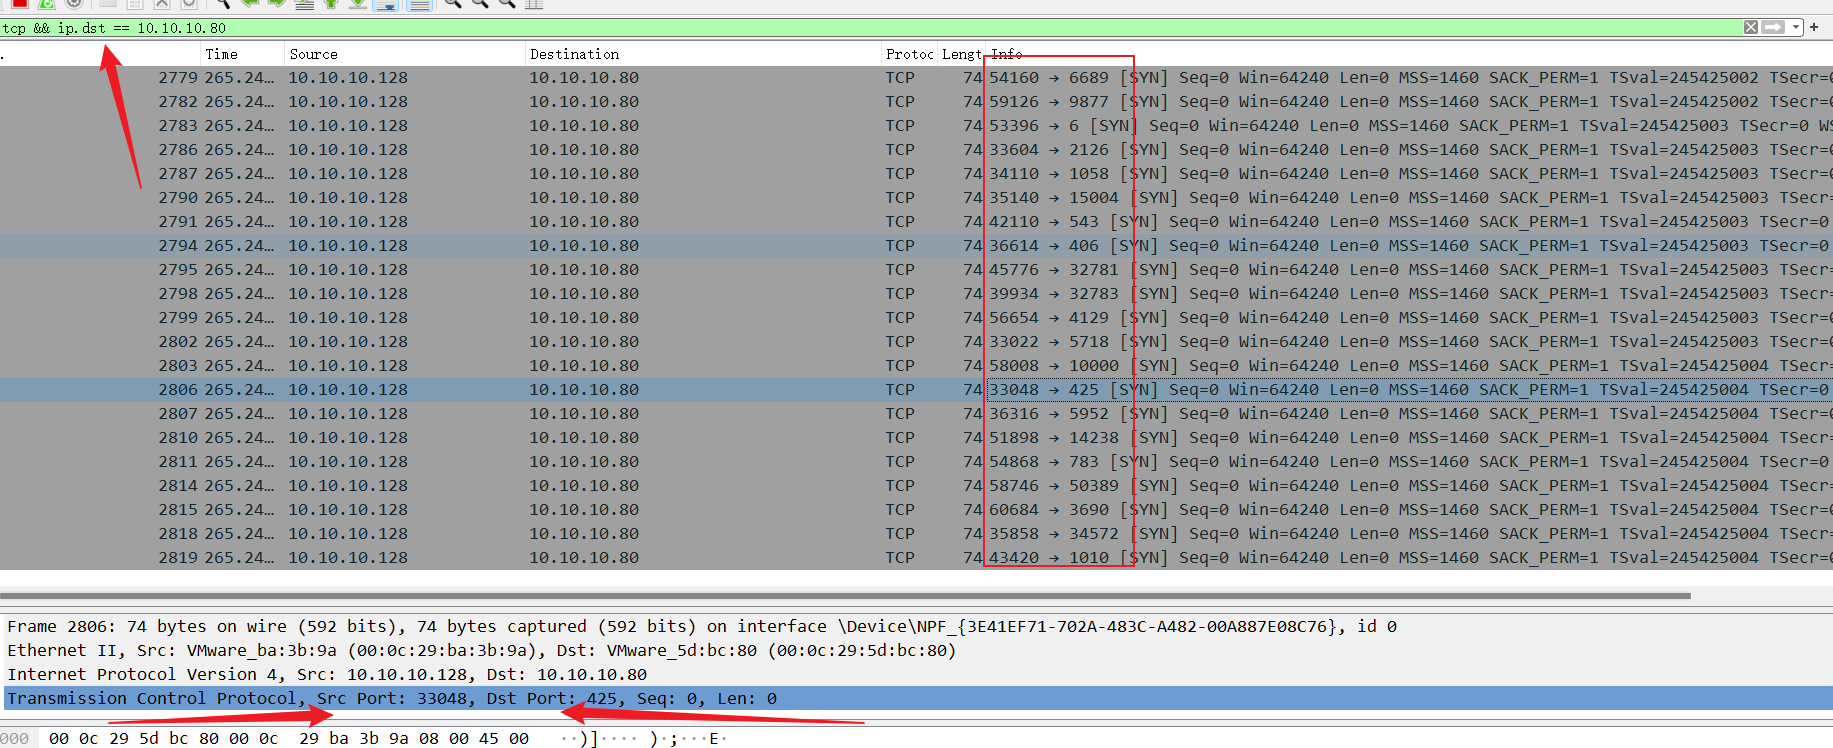 tcp && ip.dst == 10.10.10.80
. Time Source Destination Protoc Lengt Info
2779 265.24… 10.10.10.128 10.10.10.80 TCP 74 54160 → 6689 [SYN] Seq=0 Win=64240 Len=0 MSS=1460 SACK_PERM=1 TSval=245425002 TSecr=0
2782 265.24… 10.10.10.128 10.10.10.80 TCP 74 59126 → 9877 [SYN] Seq=0 Win=64240 Len=0 MSS=1460 SACK_PERM=1 TSval=245425002 TSecr=0
2783 265.24… 10.10.10.128 10.10.10.80 TCP 74 53396 → 6 [SYN] Seq=0 Win=64240 Len=0 MSS=1460 SACK_PERM=1 TSval=245425003 TSecr=0 WS
2786 265.24… 10.10.10.128 10.10.10.80 TCP 74 33604 → 2126 [SYN] Seq=0 Win=64240 Len=0 MSS=1460 SACK_PERM=1 TSval=245425003 TSecr=0
2787 265.24… 10.10.10.128 10.10.10.80 TCP 74 34110 → 1058 [SYN] Seq=0 Win=64240 Len=0 MSS=1460 SACK_PERM=1 TSval=245425003 TSecr=0
2790 265.24… 10.10.10.128 10.10.10.80 TCP 74 35140 → 15004 [SYN] Seq=0 Win=64240 Len=0 MSS=1460 SACK_PERM=1 TSval=245425003 TSecr=
2791 265.24… 10.10.10.128 10.10.10.80 TCP 74 42110 → 543 [SYN] Seq=0 Win=64240 Len=0 MSS=1460 SACK_PERM=1 TSval=245425003 TSecr=0
2794 265.24… 10.10.10.128 10.10.10.80 TCP 74 36614 → 406 [SYN] Seq=0 Win=64240 Len=0 MSS=1460 SACK_PERM=1 TSval=245425003 TSecr=0
2795 265.24… 10.10.10.128 10.10.10.80 TCP 74 45776 → 32781 [SYN] Seq=0 Win=64240 Len=0 MSS=1460 SACK_PERM=1 TSval=245425003 TSecr=
2798 265.24… 10.10.10.128 10.10.10.80 TCP 74 39934 → 32783 [SYN] Seq=0 Win=64240 Len=0 MSS=1460 SACK_PERM=1 TSval=245425003 TSecr=
2799 265.24… 10.10.10.128 10.10.10.80 TCP 74 56654 → 4129 [SYN] Seq=0 Win=64240 Len=0 MSS=1460 SACK_PERM=1 TSval=245425003 TSecr=0
2802 265.24… 10.10.10.128 10.10.10.80 TCP 74 33022 → 5718 [SYN] Seq=0 Win=64240 Len=0 MSS=1460 SACK_PERM=1 TSval=245425003 TSecr=0
2803 265.24… 10.10.10.128 10.10.10.80 TCP 74 58008 → 10000 [SYN] Seq=0 Win=64240 Len=0 MSS=1460 SACK_PERM=1 TSval=245425004 TSecr=
2806 265.24… 10.10.10.128 10.10.10.80 TCP 74 33048 → 425 [SYN] Seq=0 Win=64240 Len=0 MSS=1460 SACK_PERM=1 TSval=245425004 TSecr=0
2807 265.24… 10.10.10.128 10.10.10.80 TCP 74 36316 → 5952 [SYN] Seq=0 Win=64240 Len=0 MSS=1460 SACK_PERM=1 TSval=245425004 TSecr=0
2810 265.24… 10.10.10.128 10.10.10.80 TCP 74 51898 → 14238 [SYN] Seq=0 Win=64240 Len=0 MSS=1460 SACK_PERM=1 TSval=245425004 TSecr=
2811 265.24… 10.10.10.128 10.10.10.80 TCP 74 54868 → 783 [SYN] Seq=0 Win=64240 Len=0 MSS=1460 SACK_PERM=1 TSval=245425004 TSecr=0
2814 265.24… 10.10.10.128 10.10.10.80 TCP 74 58746 → 50389 [SYN] Seq=0 Win=64240 Len=0 MSS=1460 SACK_PERM=1 TSval=245425004 TSecr=
2815 265.24… 10.10.10.128 10.10.10.80 TCP 74 60684 → 3690 [SYN] Seq=0 Win=64240 Len=0 MSS=1460 SACK_PERM=1 TSval=245425004 TSecr=0
2818 265.24… 10.10.10.128 10.10.10.80 TCP 74 35858 → 34572 [SYN] Seq=0 Win=64240 Len=0 MSS=1460 SACK_PERM=1 TSval=245425004 TSecr=
2819 265.24… 10.10.10.128 10.10.10.80 TCP 74 43420 → 1010 [SYN] Seq=0 Win=64240 Len=0 MSS=1460 SACK_PERM=1 TSval=245425004 TSecr=0
Frame 2806: 74 bytes on wire (592 bits), 74 bytes captured (592 bits) on interface \Device\NPF_{3E41EF71-702A-483C-A482-00A887E08C76}, id 0
Ethernet II, Src: VMware_ba:3b:9a (00:0c:29:ba:3b:9a), Dst: VMware_5d:bc:80 (00:0c:29:5d:bc:80)
Internet Protocol Version 4, Src: 10.10.10.128, Dst: 10.10.10.80
Transmission Control Protocol, Src Port: 33048, Dst Port: 425, Seq: 0, Len: 0
000 00 0c 29 5d bc 80 00 0c 29 ba 3b 9a 08 00 45 00 ··)]···· )·;···E·